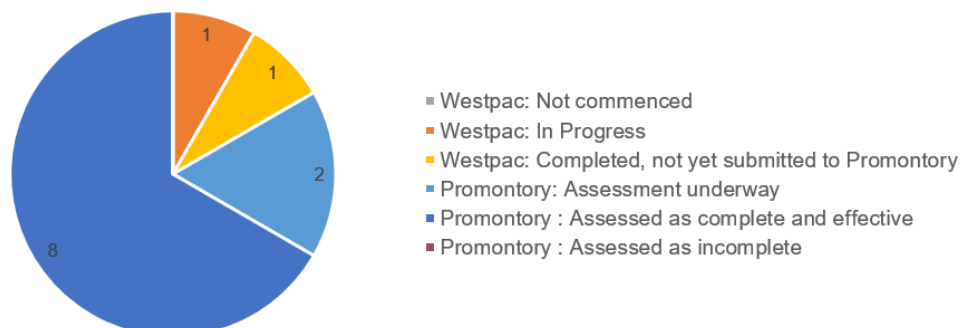 1
1
2
8
Westpac: Not commenced
Westpac: In Progress
Westpac: Completed, not yet submitted to Promontory
Promontory: Assessment underway
Promontory : Assessed as complete and effective
Promontory : Assessed as incomplete